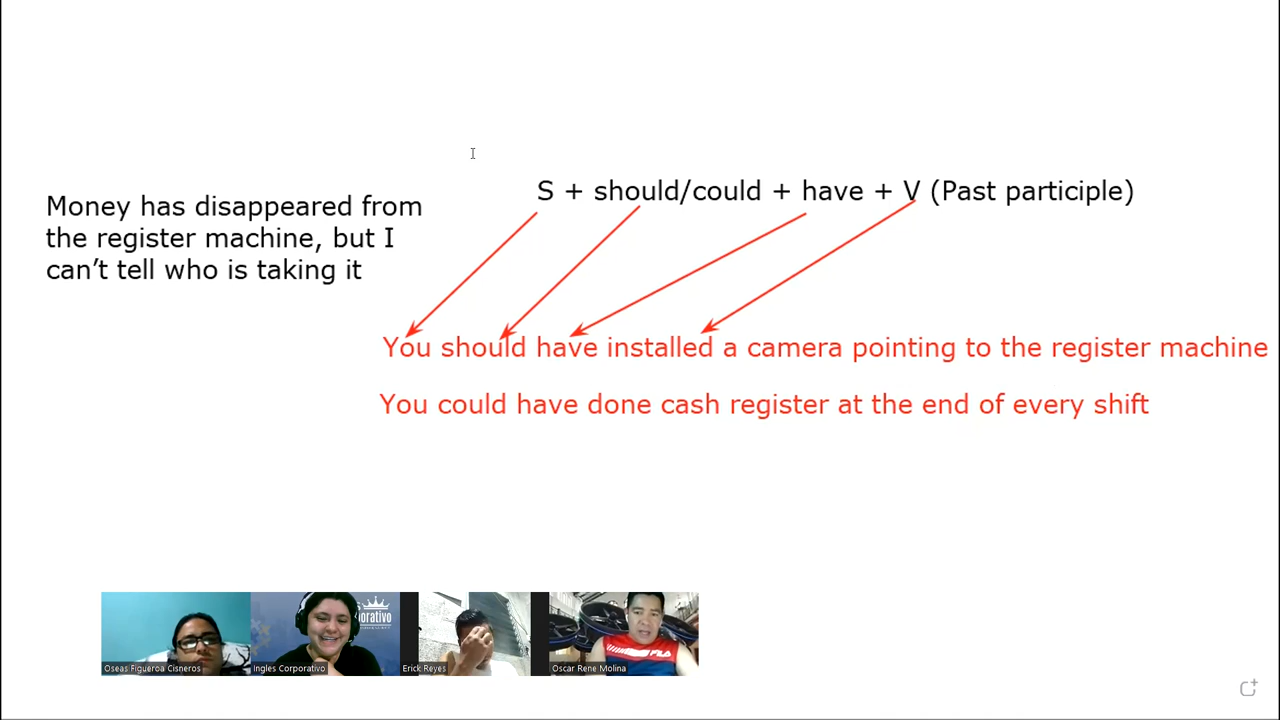 S + should/could + have + V (Past participle)
Money has disappeared from
the register machine, but I
can't tell who is taking it
You should have installed a camera pointing to the register machine
You could have done cash register at the end of every shift
orativo
Oseas Figueroa Cisneros
Ingles Corporativo
Erick Reyes
Oscar Rene Molina
FILA